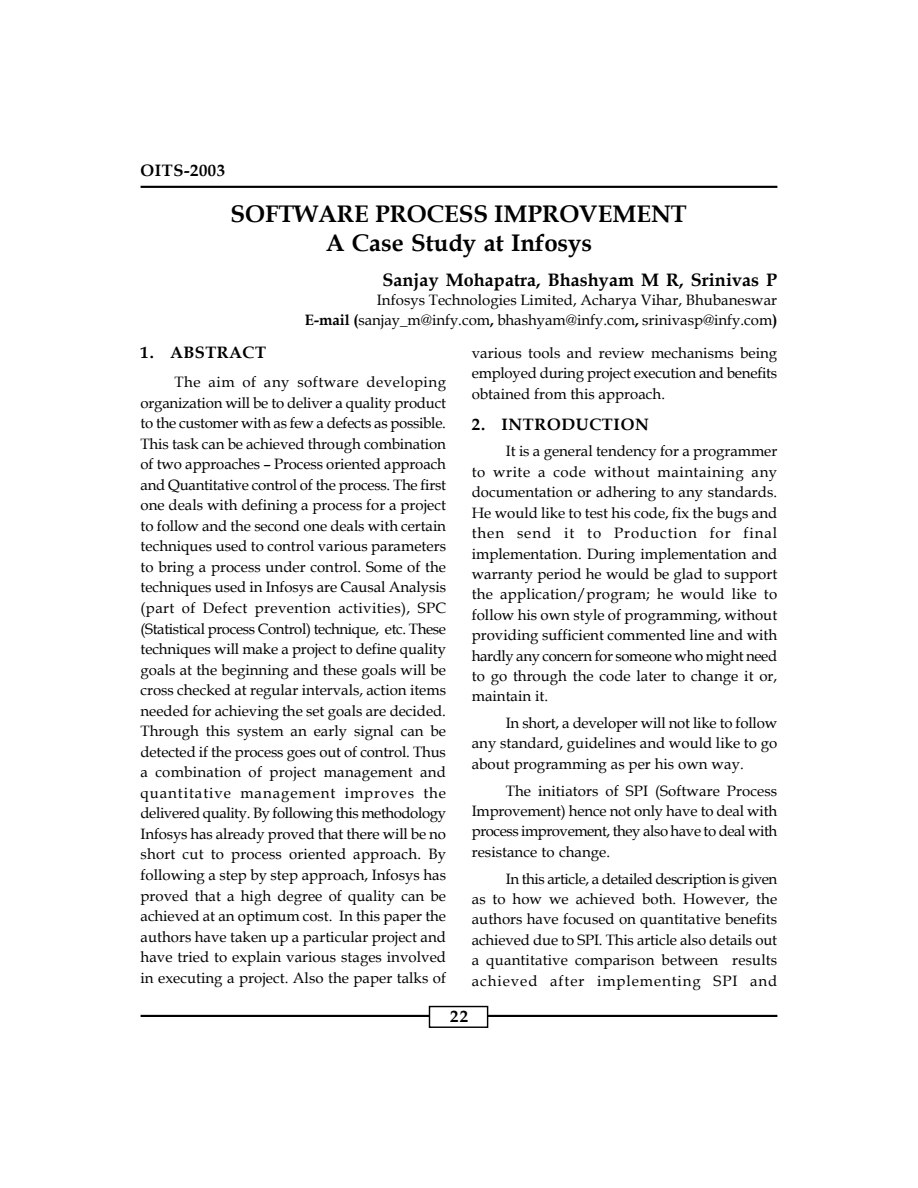 OITS-2003
SOFTWARE PROCESS IMPROVEMENT
A Case Study at Infosys
Sanjay Mohapatra, Bhashyam M R, Srinivas P
Infosys Technologies Limited, Acharya Vihar, Bhubaneswar
E-mail (sanjay_m@infy.com, bhashyam@infy.com, srinivasp@infy.com)
1. ABSTRACT
The aim of any software developing
organization will be to deliver a quality product
to the customer with as few a defects as possible.
This task can be achieved through combination
of two approaches – Process oriented approach
and Quantitative control of the process. The first
one deals with defining a process for a project
to follow and the second one deals with certain
techniques used to control various parameters
to bring a process under control. Some of the
techniques used in Infosys are Causal Analysis
(part of Defect prevention activities), SPC
(Statistical process Control) technique, etc. These
techniques will make a project to define quality
goals at the beginning and these goals will be
cross checked at regular intervals, action items
needed for achieving the set goals are decided.
Through this system an early signal can be
detected if the process goes out of control. Thus
a combination of project management and
quantitative management improves the
delivered quality. By following this methodology
Infosys has already proved that there will be no
short cut to process oriented approach. By
following a step by step approach, Infosys has
proved that a high degree of quality can be
achieved at an optimum cost. In this paper the
authors have taken up a particular project and
have tried to explain various stages involved
in executing a project. Also the paper talks of
various tools and review mechanisms being
employed during project execution and benefits
obtained from this approach.
2. INTRODUCTION
It is a general tendency for a programmer
to write a code without maintaining any
documentation or adhering to any standards.
He would like to test his code, fix the bugs and
then send it to Production for final
implementation. During implementation and
warranty period he would be glad to support
the application/program; he would like to
follow his own style of programming, without
providing sufficient commented line and with
hardly any concern for someone who might need
to go through the code later to change it or,
maintain it.
In short, a developer will not like to follow
any standard, guidelines and would like to go
about programming as per his own way.
The initiators of SPI (Software Process
Improvement) hence not only have to deal with
process improvement, they also have to deal with
resistance to change.
In this article, a detailed description is given
as to how we achieved both. However, the
authors have focused on quantitative benefits
achieved due to SPI. This article also details out
a quantitative comparison between results
achieved after implementing SPI and
22